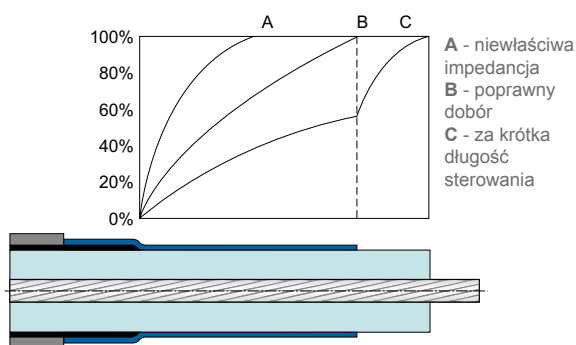 A B C
100%
80%
60%
40%
20%
0%
A - niewłaściwa
impedancja
B - poprawny
dobór
C - za krótka
długość
sterowania